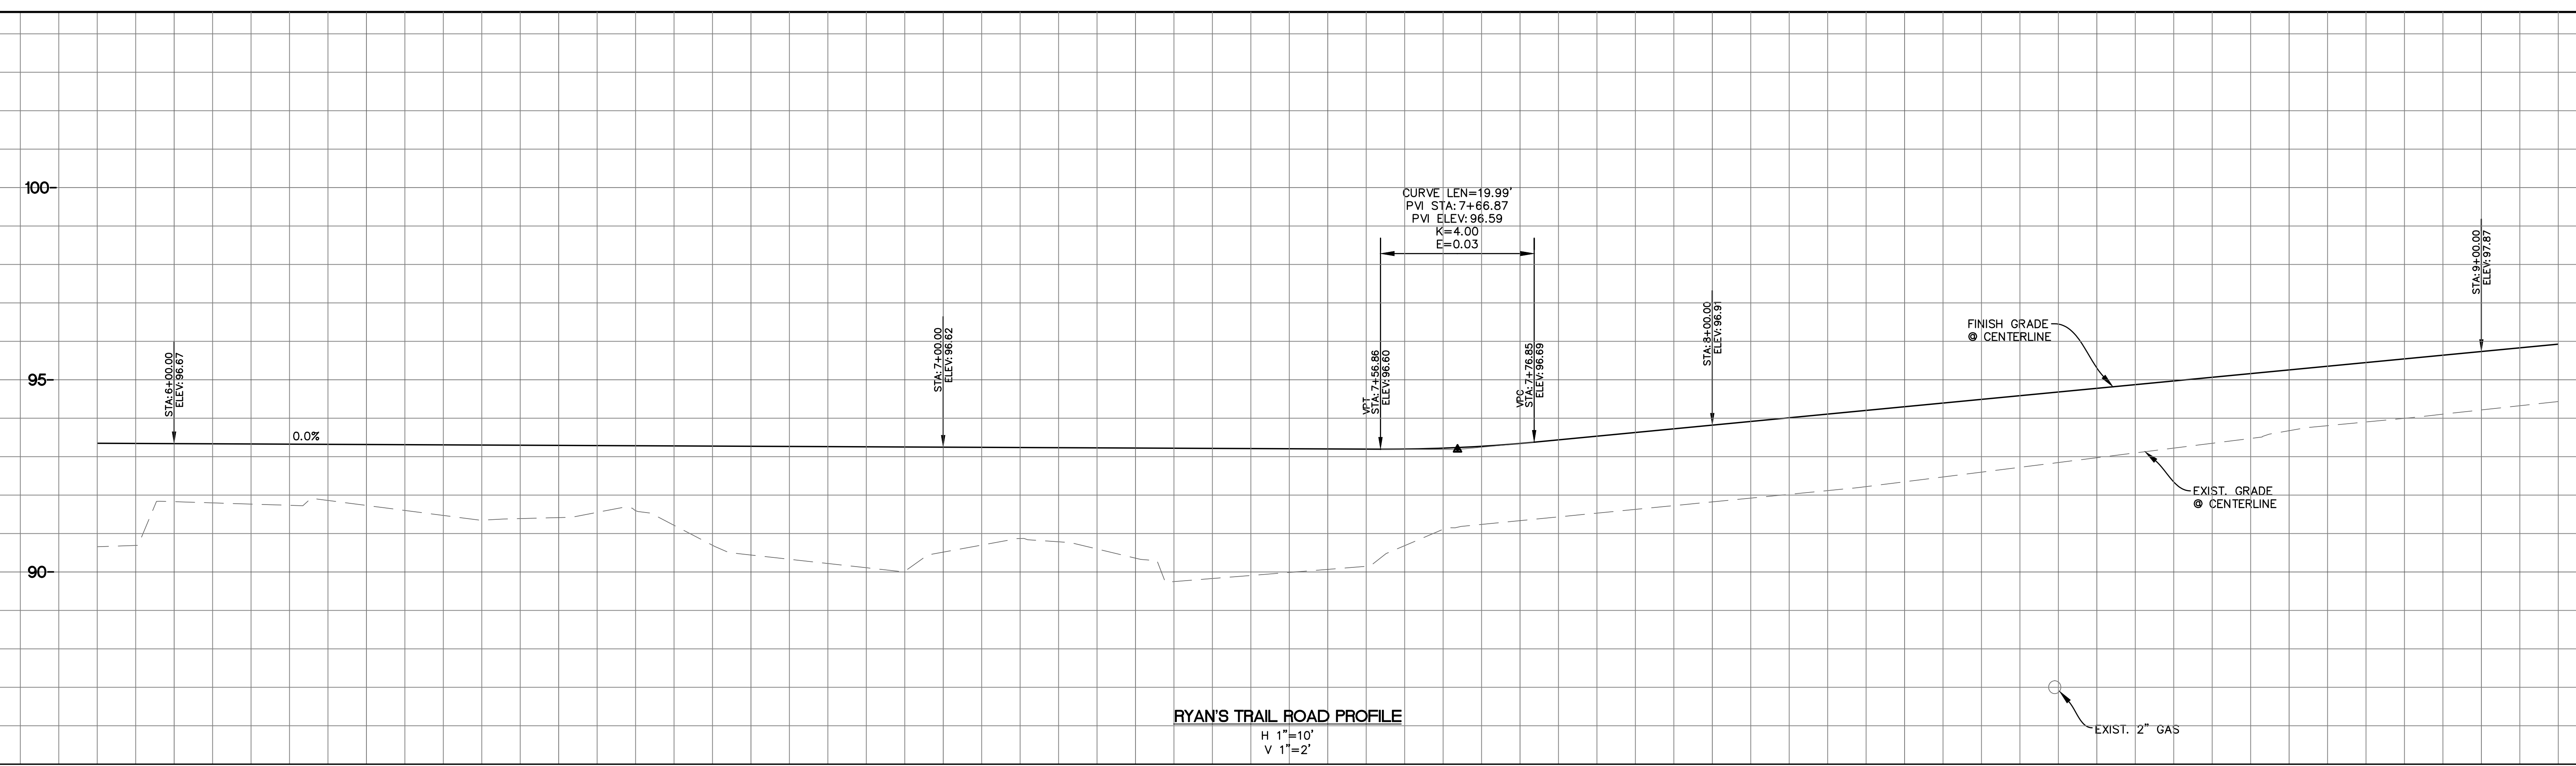 100-
95-
90-
STA:6+00.00
ELEV:96.67
0.0%
STA:7+00.00
ELEV:96.62
CURVE LEN=19.99'
PVI STA:7+66.87
PVI ELEV:96.59
K=4.00
E=0.03
VPT
STA:7+56.86
ELEV:96.60
VPC
STA:7+76.85
ELEV:96.69
STA:8+00.00
ELEV:96.91
FINISH GRADE
@ CENTERLINE
STA:9+00.00
ELEV:97.87
EXIST. GRADE
@ CENTERLINE
EXIST. 2" GAS
RYAN'S TRAIL ROAD PROFILE
H 1"=10'
V 1"=2'